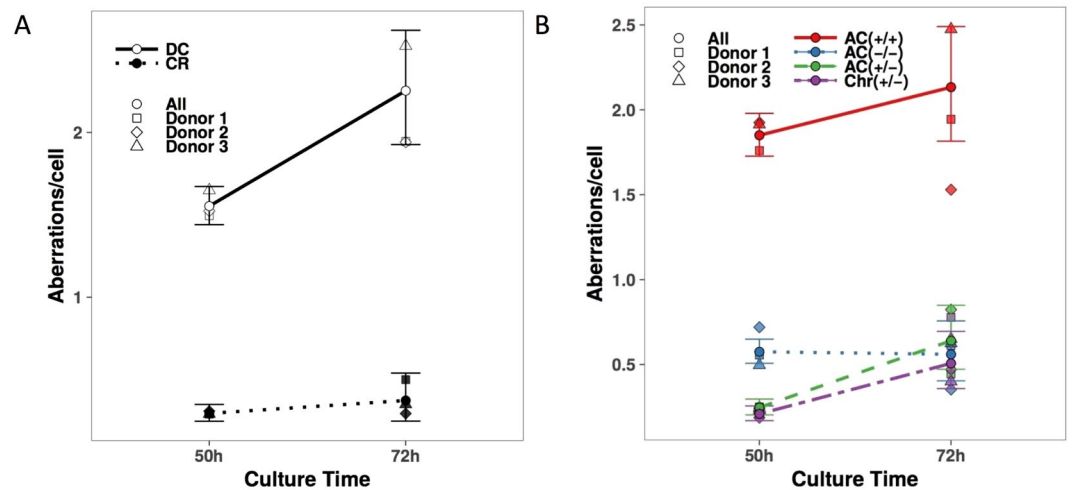 A
DC
CR
All
Donor 1
Donor 2
Donor 3
2
1
Aberrations/cell
50h
72h
Culture Time
B
All
Donor 1
Donor 2
Donor 3
AC(+/+)
AC(−/−)
AC(+/−)
Chr(+/−)
2.5
2.0
1.5
1.0
0.5
Aberrations/cell
50h
72h
Culture Time